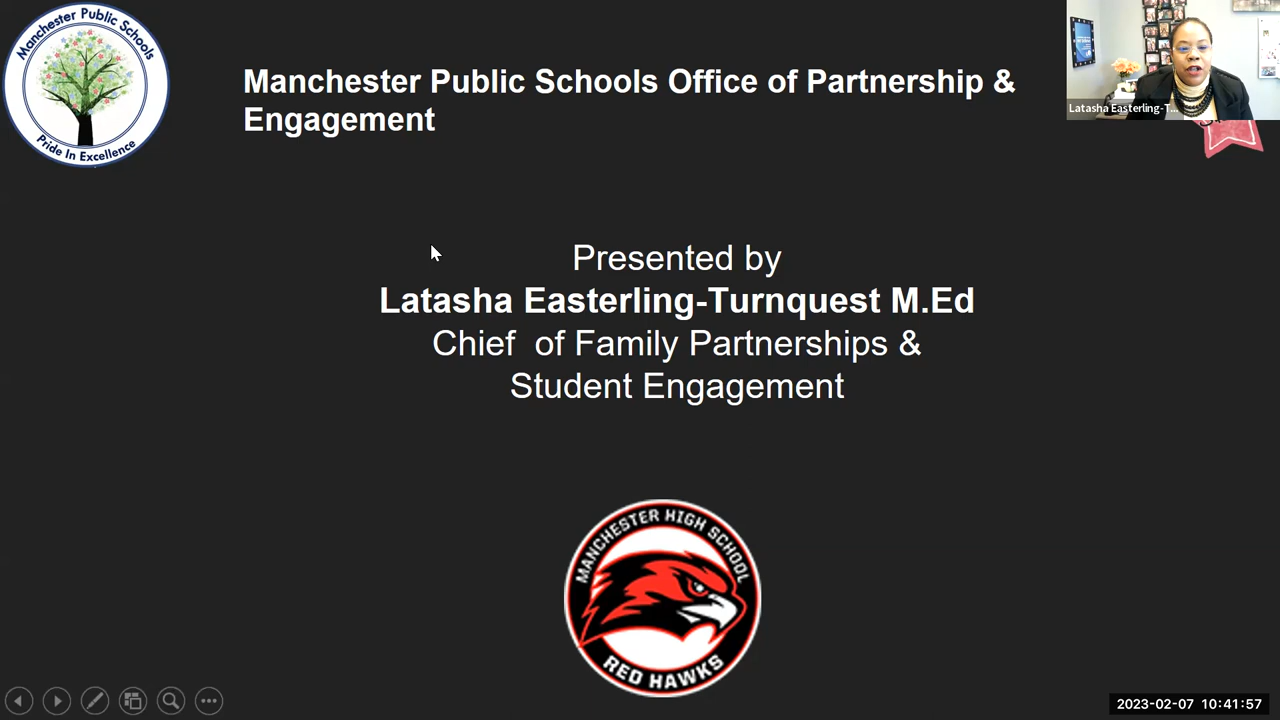 Manchester Public Schools
Pride In Excellence
Manchester Public Schools Office of Partnership &
Engagement
Latasha Easterling-T...
Presented by
Latasha Easterling-Turnquest M.Ed
Chief of Family Partnerships &
Student Engagement
MANCHESTER HIGH SCHOOL
RED HAWKS
2023-02-07 10:41:57